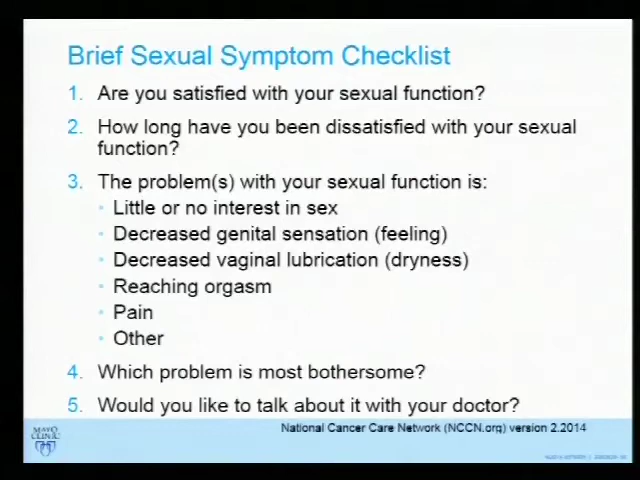 Brief Sexual Symptom Checklist
1. Are you satisfied with your sexual function?
2. How long have you been dissatisfied with your sexual
function?
3. The problem(s) with your sexual function is:
• Little or no interest in sex
• Decreased genital sensation (feeling)
• Decreased vaginal lubrication (dryness)
• Reaching orgasm
• Pain
• Other
4. Which problem is most bothersome?
5. Would you like to talk about it with your doctor?
National Cancer Care Network (NCCN.org) version 2.2014
MAYO
CLINIC